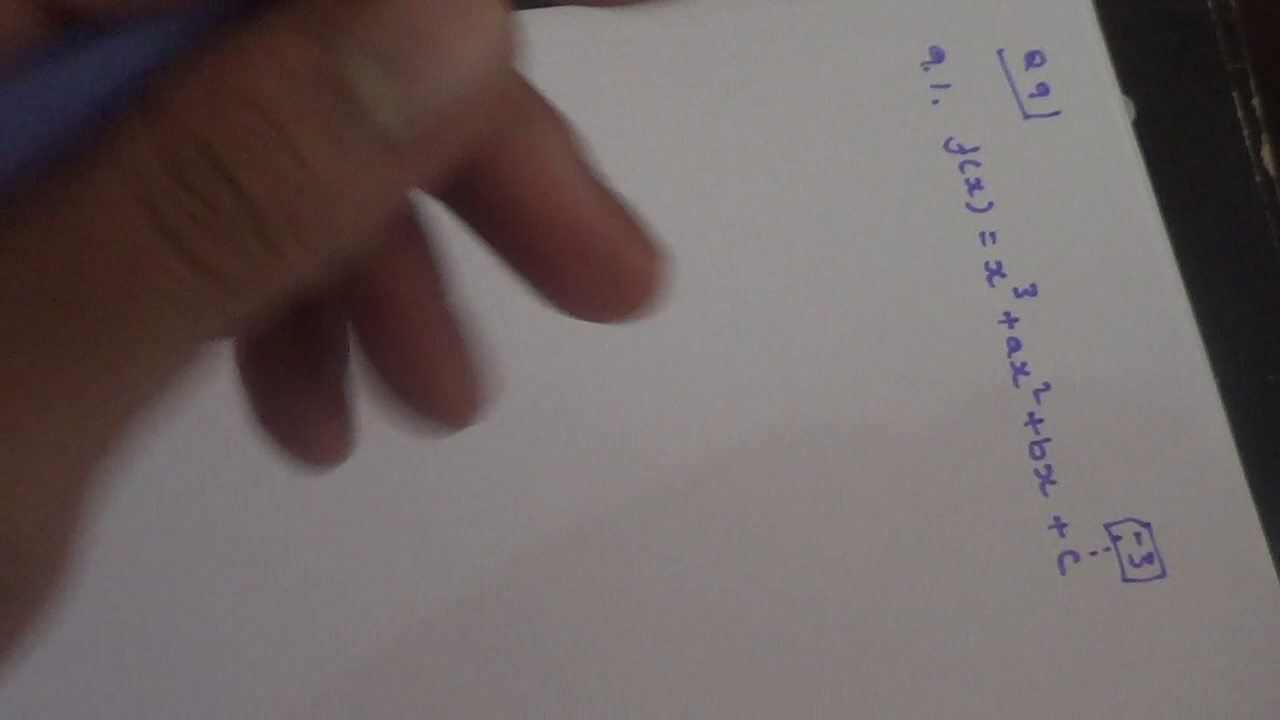 Q9
[-3]
9.1. f(x) = x³ + ax² + bx + c